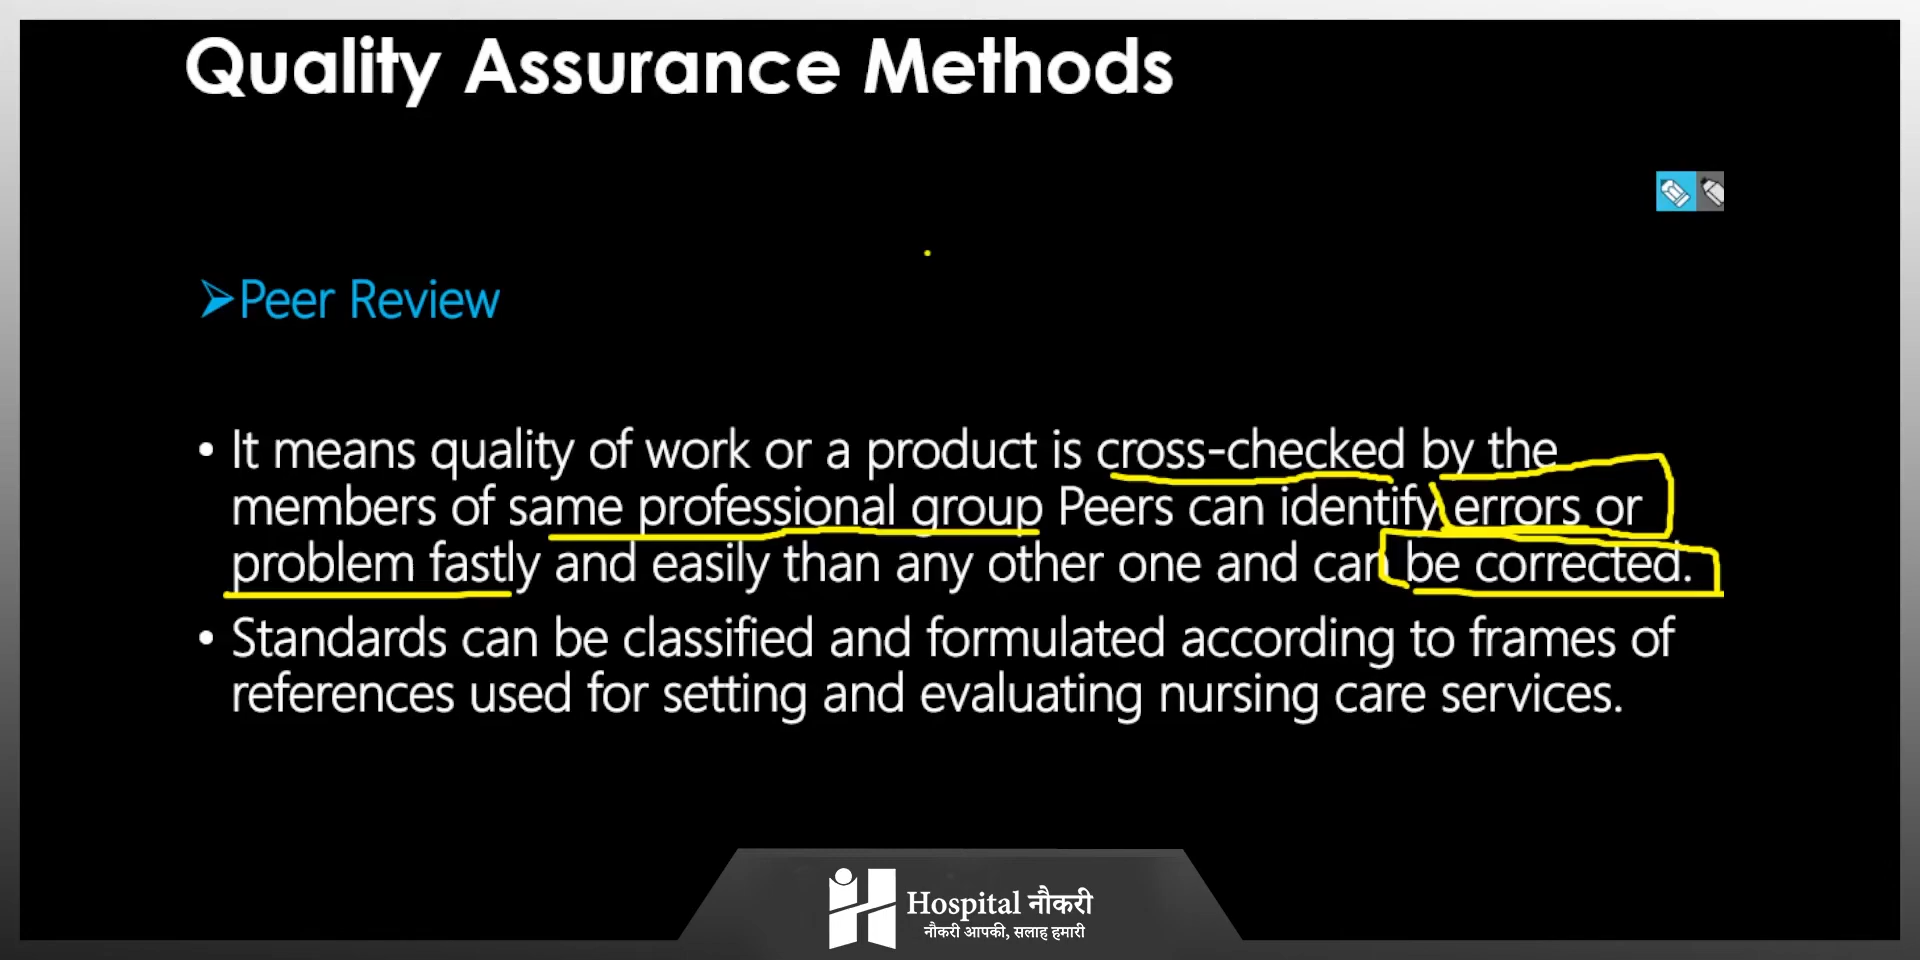 Quality Assurance Methods
➢Peer Review
• It means quality of work or a product is cross-checked by the
members of same professional group Peers can identify errors or
problem fastly and easily than any other one and can be corrected.
• Standards can be classified and formulated according to frames of
references used for setting and evaluating nursing care services.
Hospital नौकरी
नौकरी आपकी, सलाह हमारी